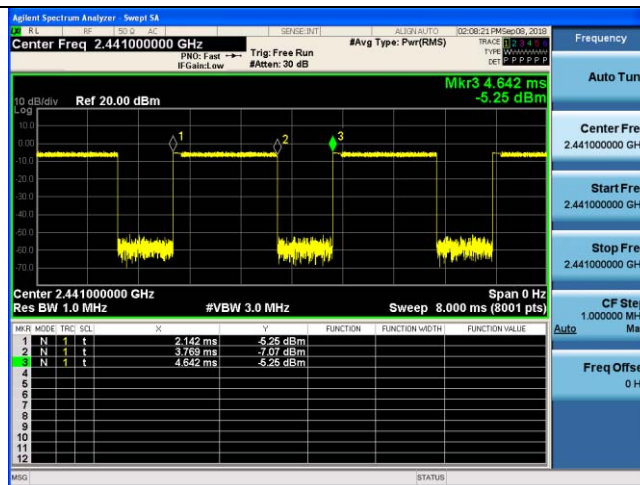 Agilent Spectrum Analyzer - Swept SA
RL RF 50 Ω AC SENSE:INT ALIGN AUTO 02:08:21 PM Sep 08, 2018
Center Freq 2.441000000 GHz #Avg Type: Pwr(RMS) TRACE 1 2 3 4 5 6
PNO: Fast Trig: Free Run TYPE
IFGain:Low #Atten: 30 dB DET P P P P P P
Mkr3 4.642 ms
10 dB/div Ref 20.00 dBm -5.25 dBm
Log
10.0
0.00
-10.0
-20.0
-30.0
-40.0
-50.0
-60.0
-70.0
1
2
3
Center 2.441000000 GHz Span 0 Hz
Res BW 1.0 MHz #VBW 3.0 MHz Sweep 8.000 ms (8001 pts)
MKR MODE TRC SCL X Y FUNCTION FUNCTION WIDTH FUNCTION VALUE
1 N 1 t 2.142 ms -5.25 dBm
2 N 1 t 3.769 ms -7.07 dBm
3 N 1 t 4.642 ms -5.25 dBm
4
5
6
7
8
9
10
11
12
MSG STATUS
Frequency
Auto Tun
Center Fre
2.441000000 GH
Start Fre
2.441000000 GH
Stop Fre
2.441000000 GH
CF Ste
1.000000 MH
Auto Ma
Freq Offse
0 H